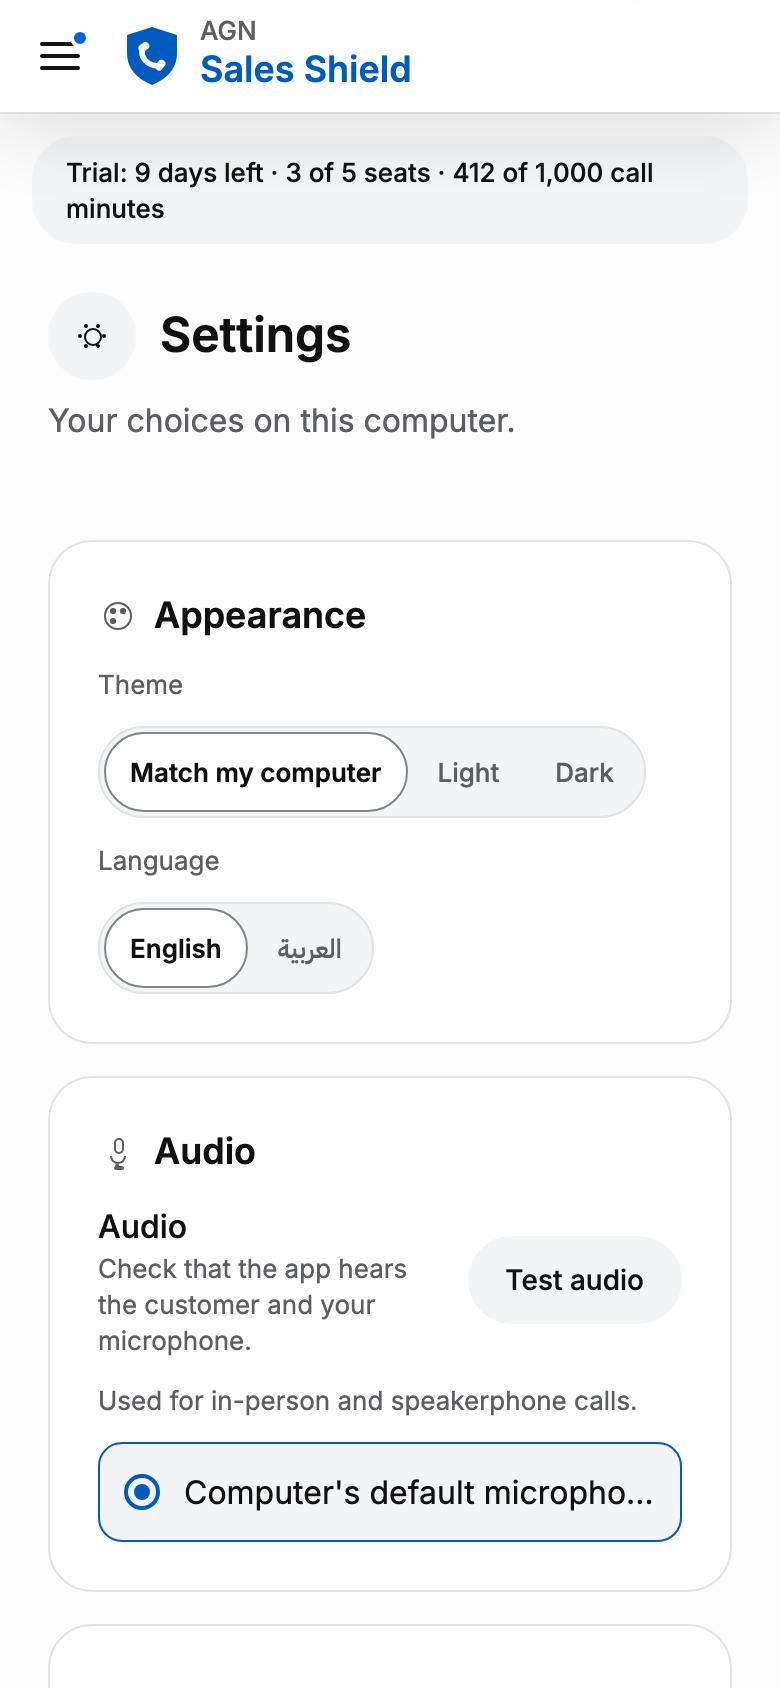 AGN
Sales Shield
Trial: 9 days left · 3 of 5 seats · 412 of 1,000 call
minutes
Settings
Your choices on this computer.
Appearance
Theme
Match my computer Light Dark
Language
English العربية
Audio
Audio
Check that the app hears
the customer and your
microphone.
Test audio
Used for in-person and speakerphone calls.
Computer's default micropho...